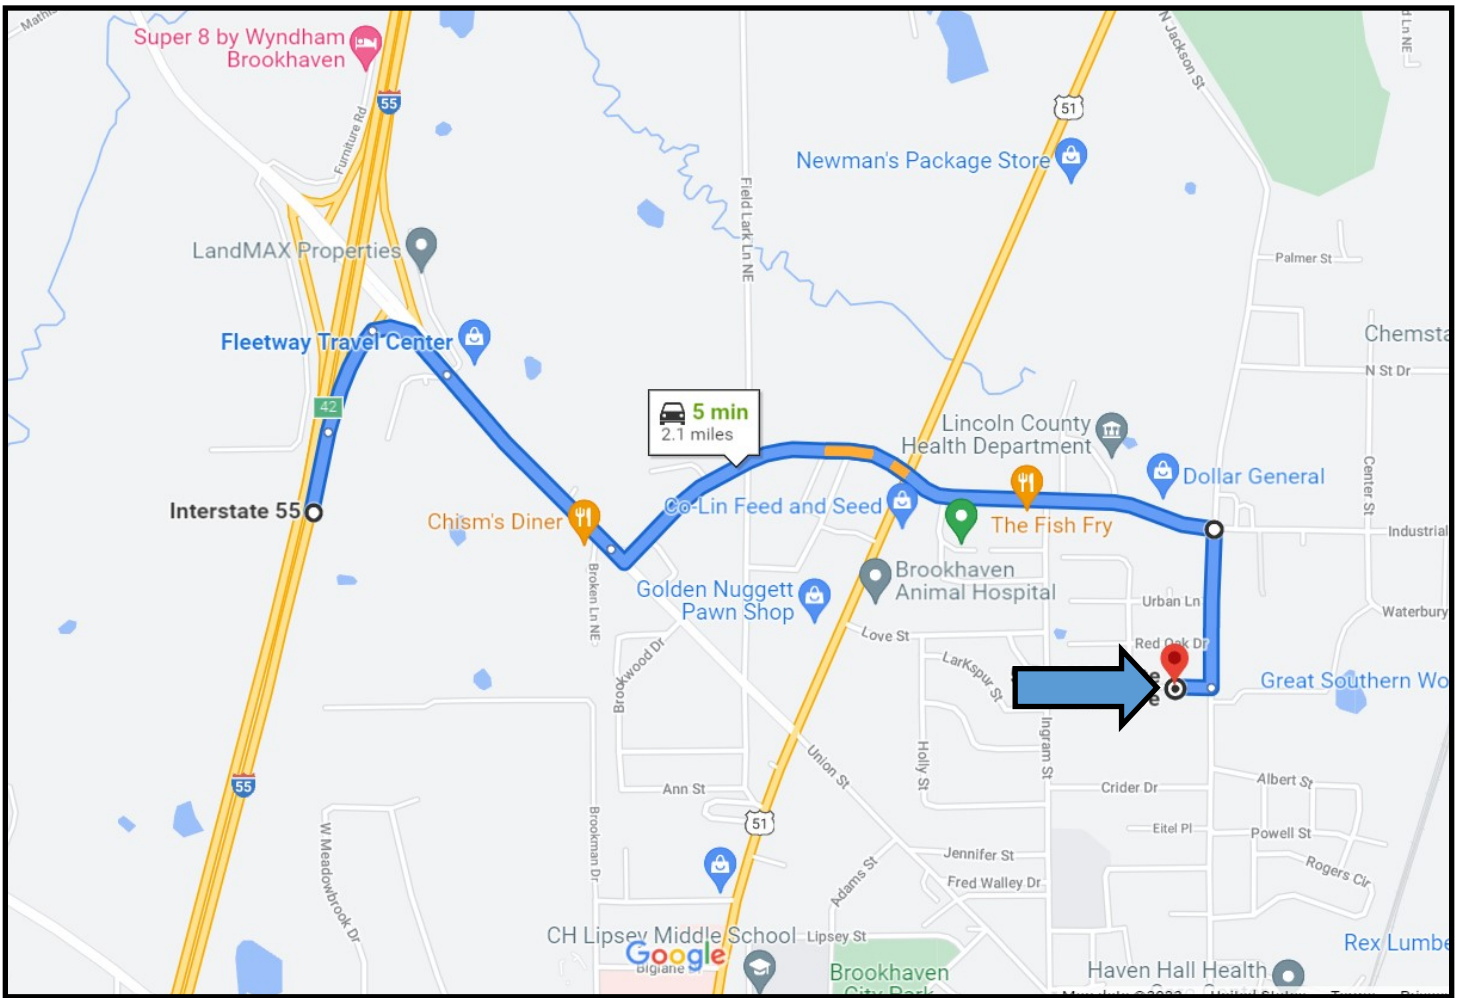 Super 8 by Wyndham
Brookhaven
55
Furniture Rd
N Jackson St
Ln NE
51
Newman's Package Store
Field Lark Ln NE
LandMAX Properties
Palmer St
Fleetway Travel Center
Chemsta
N St Dr
42
5 min
2.1 miles
Lincoln County
Health Department
Dollar General
Center St
Interstate 55
Chism's Diner
Co-Lin Feed and Seed
The Fish Fry
Industrial
Broken Ln NE
Golden Nuggett
Pawn Shop
Brookhaven
Animal Hospital
Urban Ln
Waterbury
Love St
Red Oak Dr
Brookwood Dr
LarKspur St
e
e
Great Southern Wo
Ingram St
Holly St
Union St
55
Ann St
Crider Dr
Albert St
51
Eitel Pl
Powell St
W Meadowbrook Dr
Brookman Dr
Adams St
Jennifer St
Fred Walley Dr
Rogers Cir
CH Lipsey Middle School
Lipsey St
Google
Rex Lumbe
Brookhaven
City Park
Haven Hall Health